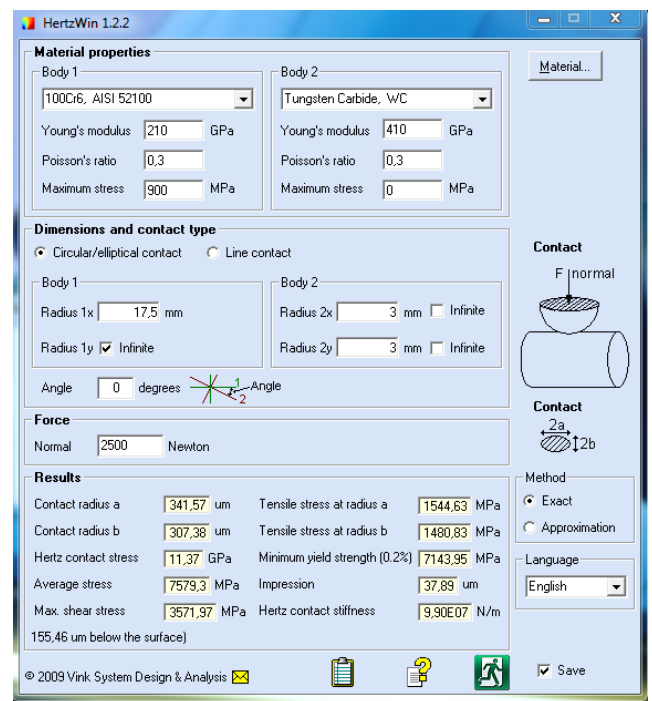 HertzWin 1.2.2
Material properties
Body 1
100Cr6, AISI 52100
Young's modulus 210 GPa
Poisson's ratio 0,3
Maximum stress 900 MPa
Body 2
Tungsten Carbide, WC
Young's modulus 410 GPa
Poisson's ratio 0,3
Maximum stress 0 MPa
Material...
Dimensions and contact type
Circular/elliptical contact Line contact
Body 1
Radius 1x 17,5 mm
Radius 1y Infinite
Body 2
Radius 2x 3 mm Infinite
Radius 2y 3 mm Infinite
Angle 0 degrees 1 2 Angle
Contact
F normal
Contact
2a
2b
Force
Normal 2500 Newton
Results
Contact radius a 341,57 um Tensile stress at radius a 1544,63 MPa
Contact radius b 307,38 um Tensile stress at radius b 1480,83 MPa
Hertz contact stress 11,37 GPa Minimum yield strength (0.2%) 7143,95 MPa
Average stress 7579,3 MPa Impression 37,89 um
Max. shear stress 3571,97 MPa Hertz contact stiffness 9,90E07 N/m
155,46 um below the surface)
Method
Exact
Approximation
Language
English
© 2009 Vink System Design & Analysis
Save